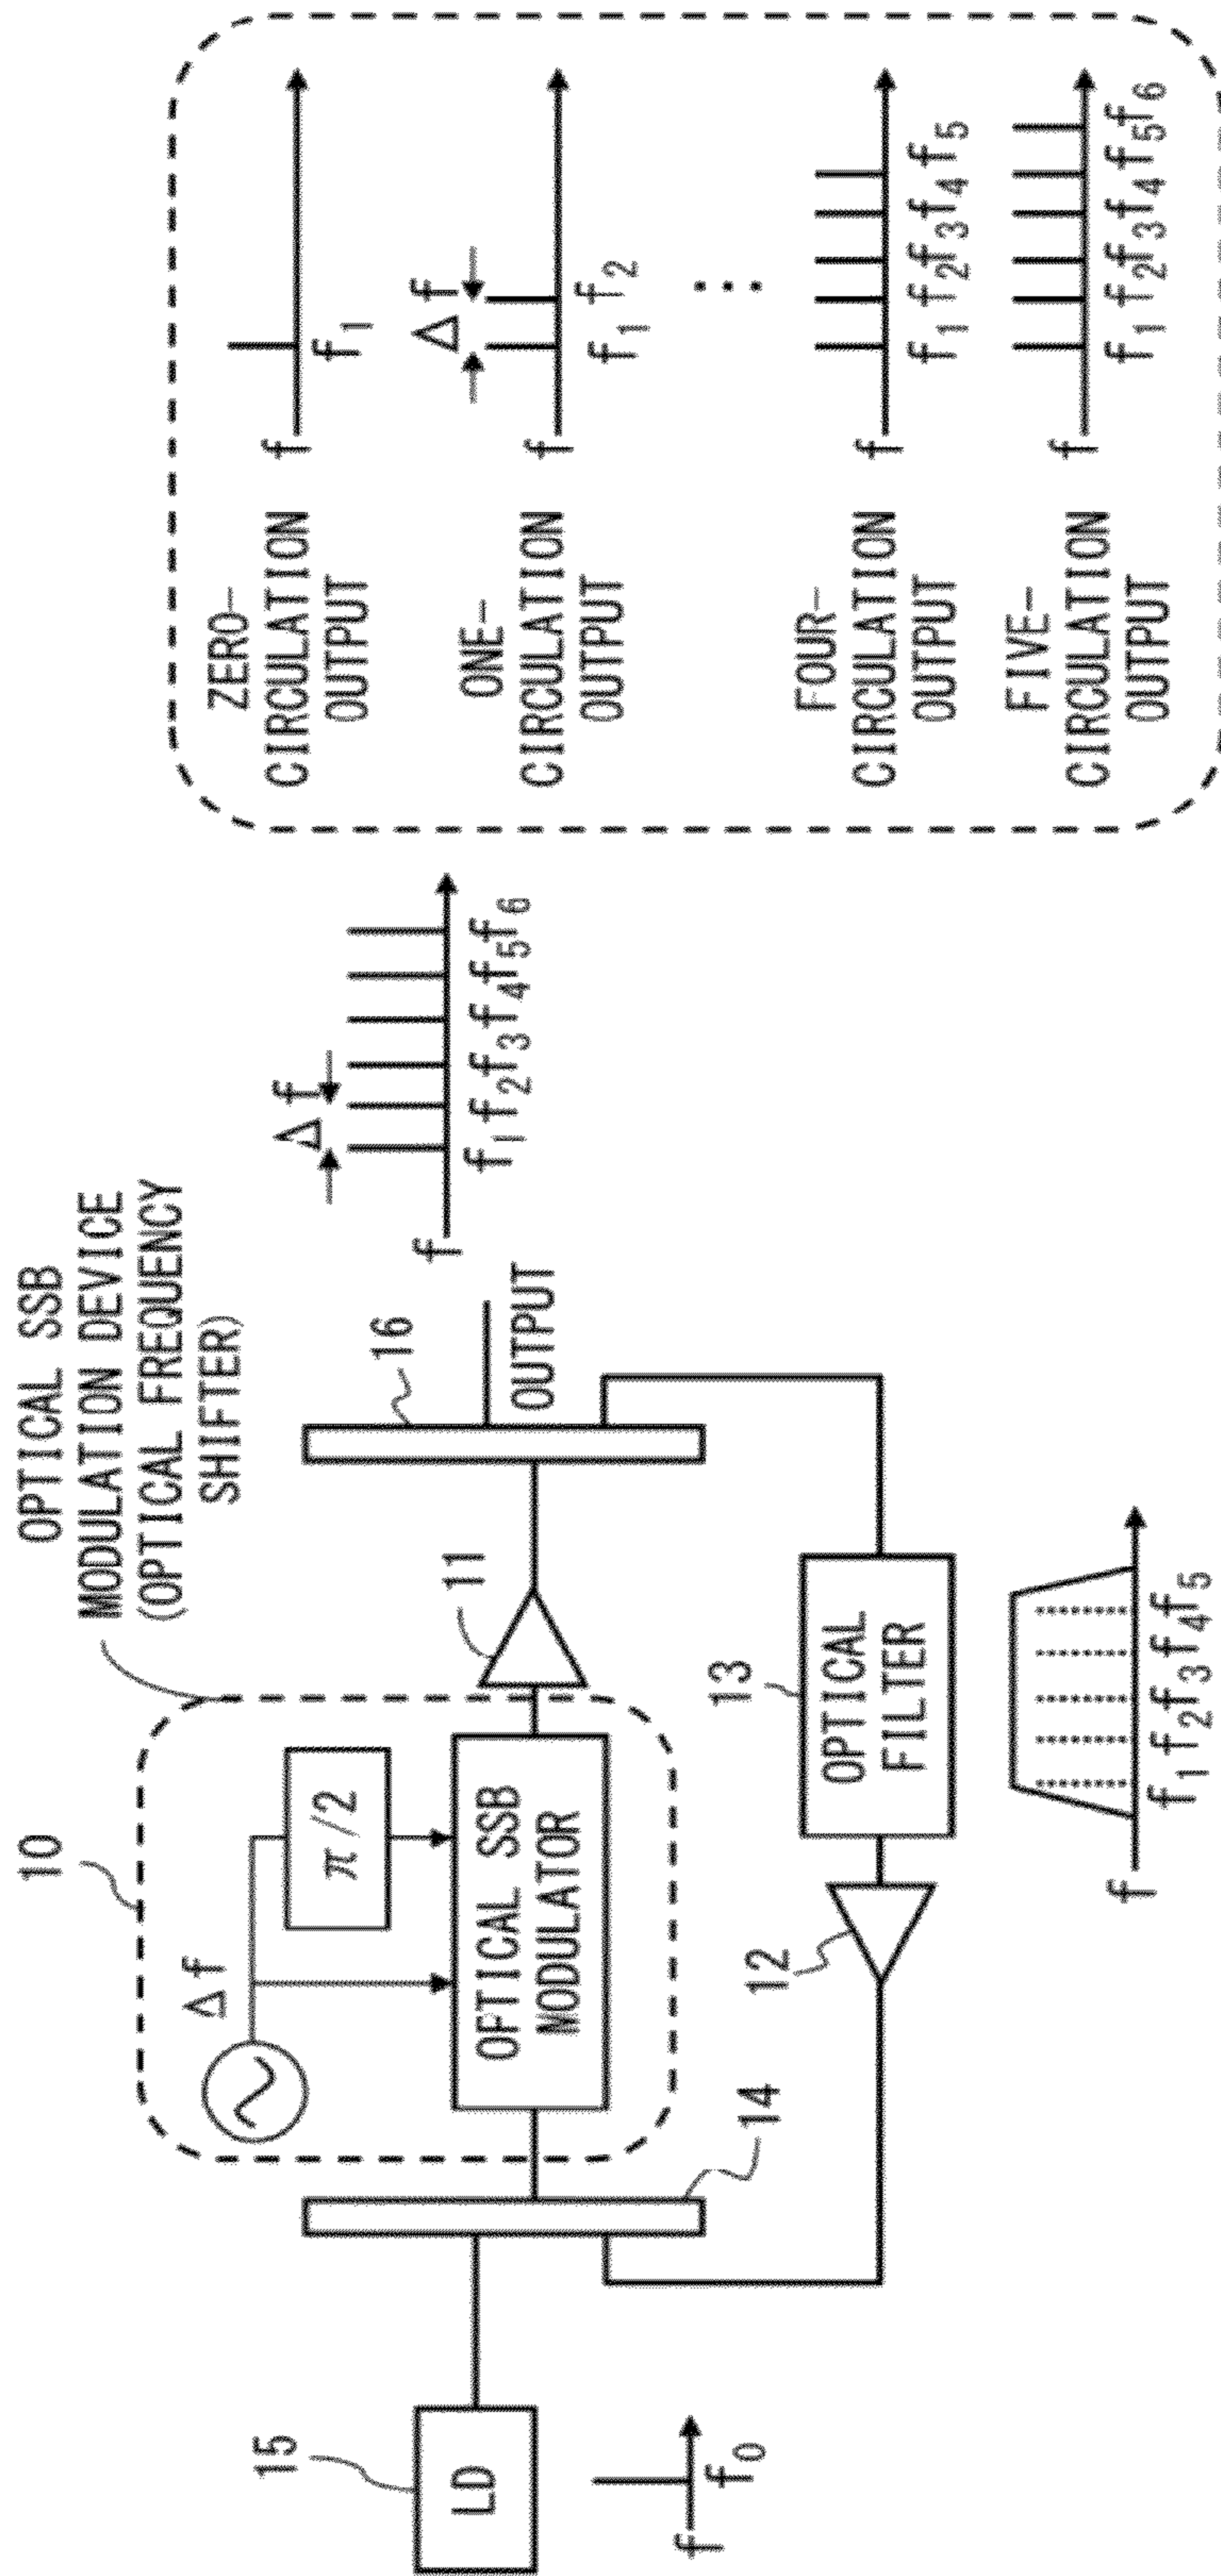 OPTICAL SSB
MODULATION DEVICE
(OPTICAL FREQUENCY
SHIFTER)
10
Δf
π/2
OPTICAL SSB
MODULATOR
11
16
OUTPUT
15
LD
f
f0
14
12
13
OPTICAL
FILTER
f
f1 f2 f3 f4 f5
Δf
f
f1 f2 f3 f4 f5 f6
ZERO-
CIRCULATION
OUTPUT
f
f1
ONE-
CIRCULATION
OUTPUT
Δf
f
f1 f2
...
FOUR-
CIRCULATION
OUTPUT
f
f1 f2 f3 f4 f5
FIVE-
CIRCULATION
OUTPUT
f
f1 f2 f3 f4 f5 f6